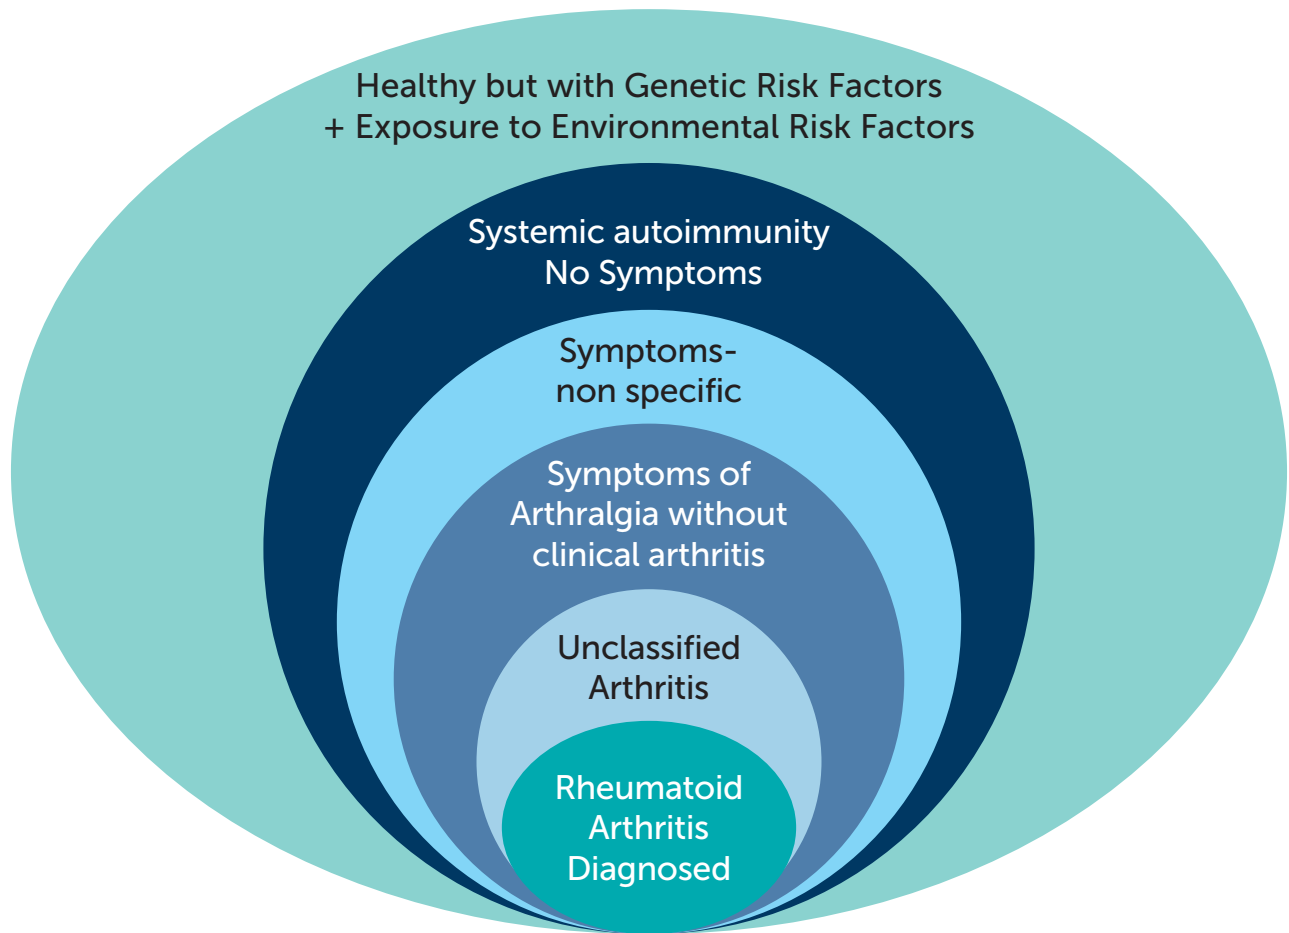 Healthy but with Genetic Risk Factors
+ Exposure to Environmental Risk Factors
Systemic autoimmunity
No Symptoms
Symptoms-
non specific
Symptoms of
Arthralgia without
clinical arthritis
Unclassified
Arthritis
Rheumatoid
Arthritis
Diagnosed